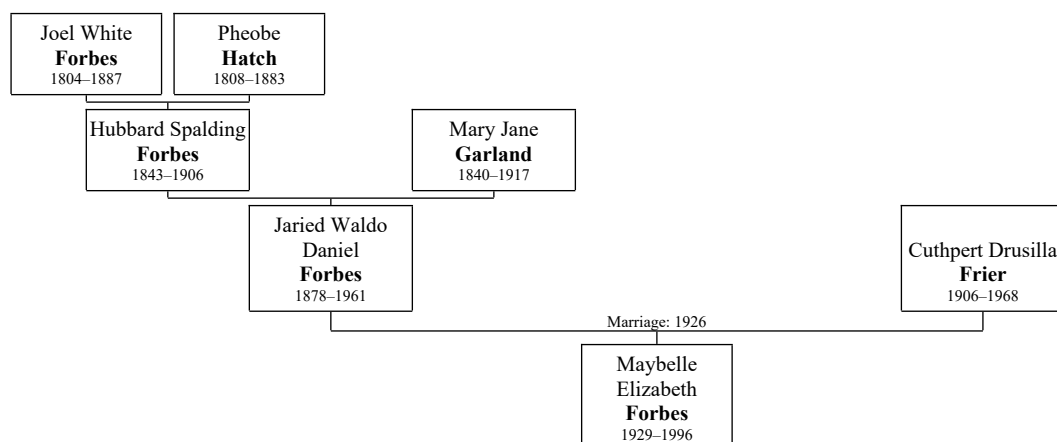 Joel White
Forbes
1804–1887
Pheobe
Hatch
1808–1883
Hubbard Spalding
Forbes
1843–1906
Mary Jane
Garland
1840–1917
Jaried Waldo
Daniel
Forbes
1878–1961
Cuthpert Drusilla
Frier
1906–1968
Marriage: 1926
Maybelle
Elizabeth
Forbes
1929–1996